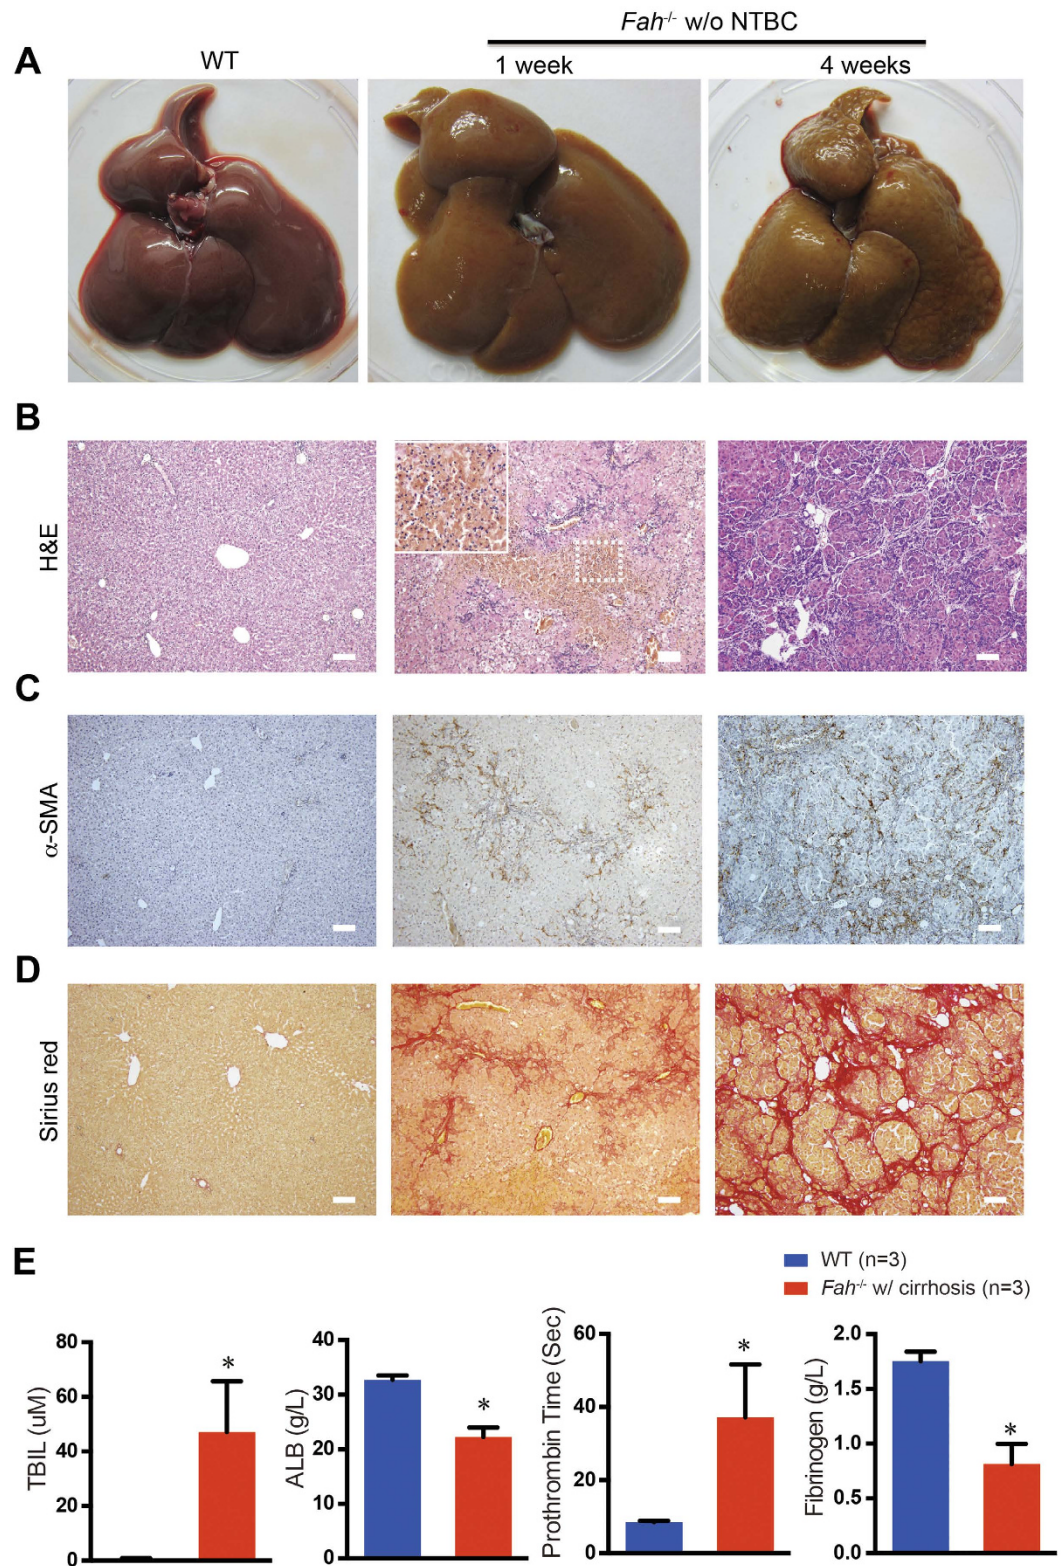 Fah-/- w/o NTBC
A
WT
1 week
4 weeks
B
H&E
C
α-SMA
D
Sirius red
E
WT (n=3)
Fah-/- w/ cirrhosis (n=3)
TBIL (uM)
80
60
40
20
0
*
ALB (g/L)
40
30
20
10
0
*
Prothrombin Time (Sec)
60
40
20
0
*
Fibrinogen (g/L)
2.0
1.5
1.0
0.5
0.0
*